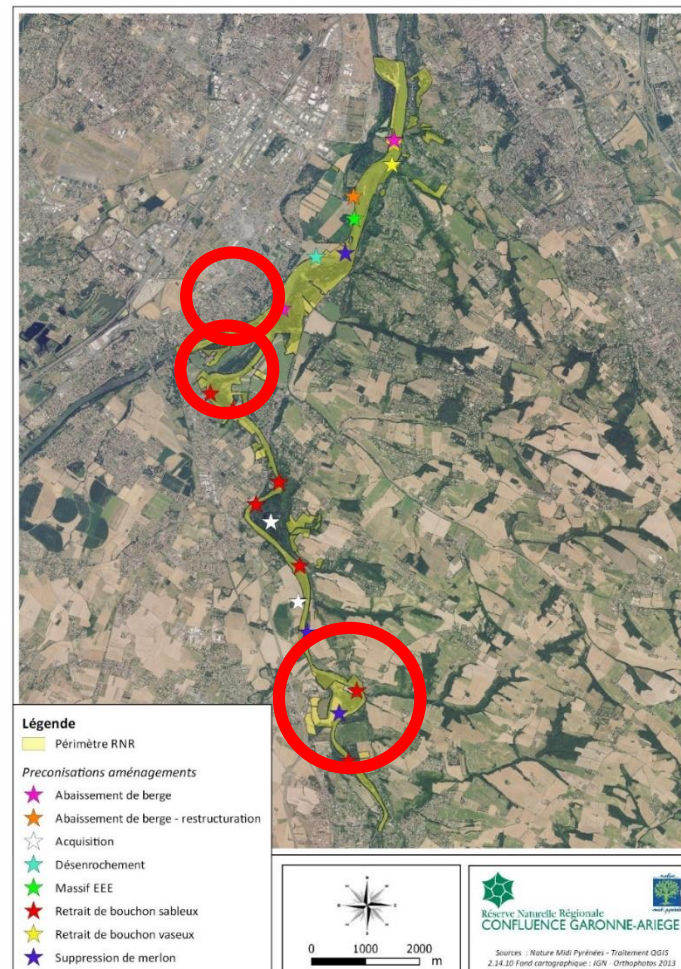 Légende
Périmètre RNR
Preconisations aménagements
Abaissement de berge
Abaissement de berge - restructuration
Acquisition
Désenrochement
Massif EEE
Retrait de bouchon sableux
Retrait de bouchon vaseux
Suppression de merlon
0 1000 2000 m
Réserve Naturelle Régionale
CONFLUENCE GARONNE-ARIEGE
Sources : Nature Midi Pyrénées - Traitement QGIS
2.14.10 Fond cartographique : IGN - Orthophotos 2013